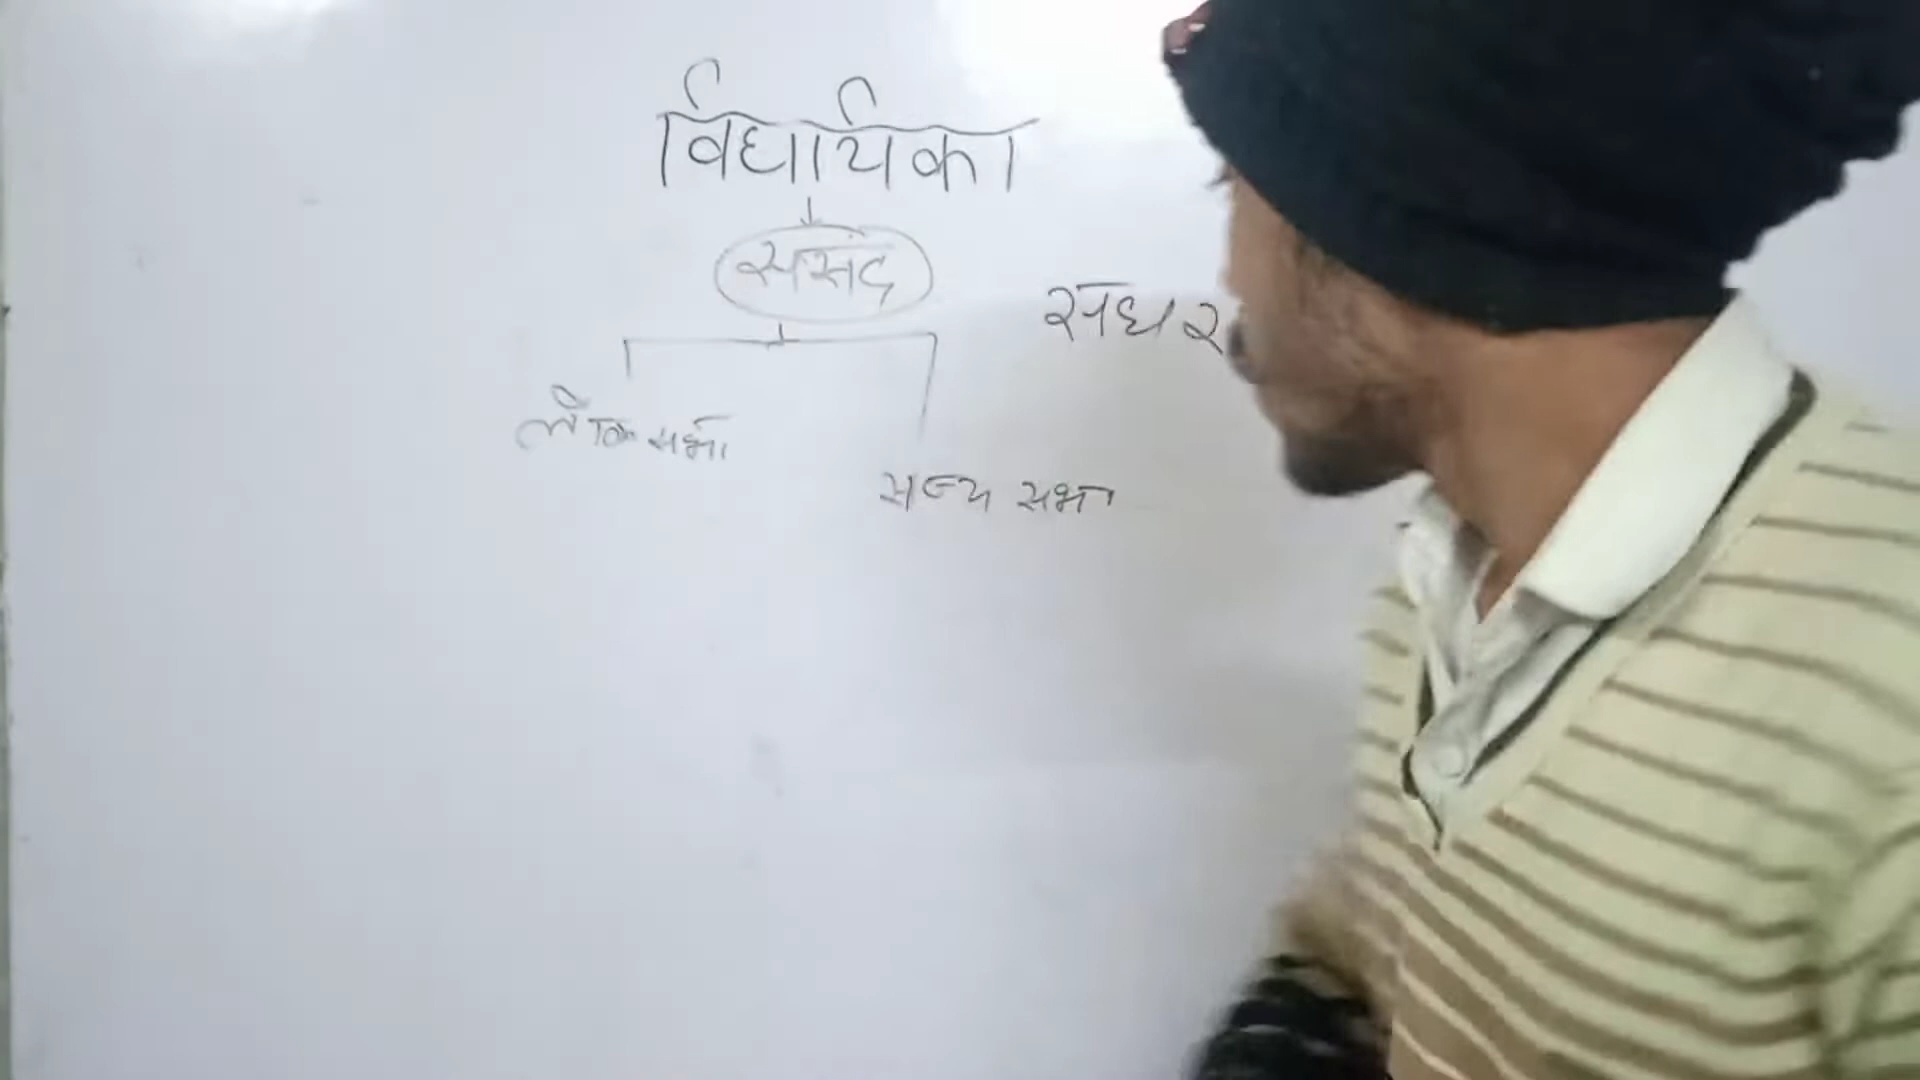 विधायिका
संसद
लोक सभा
राज्य सभा